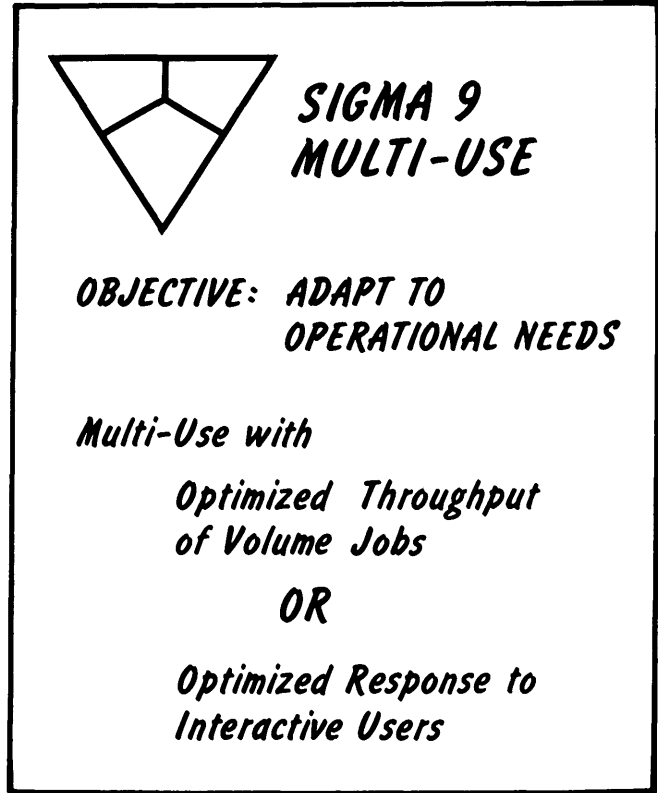 SIGMA 9
MULTI-USE
OBJECTIVE: ADAPT TO
OPERATIONAL NEEDS
Multi-Use with
Optimized Throughput
of Volume Jobs
OR
Optimized Response to
Interactive Users